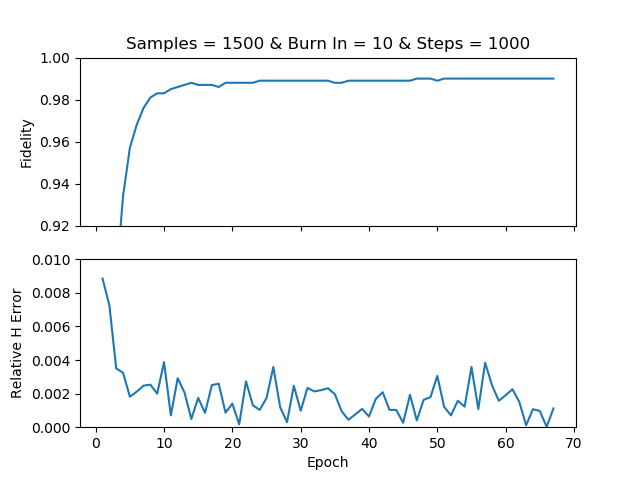 Samples = 1500 & Burn In = 10 & Steps = 1000
1.00
0.98
0.96
0.94
0.92
Fidelity
0.010
0.008
0.006
0.004
0.002
0.000
Relative H Error
0 10 20 30 40 50 60 70
Epoch